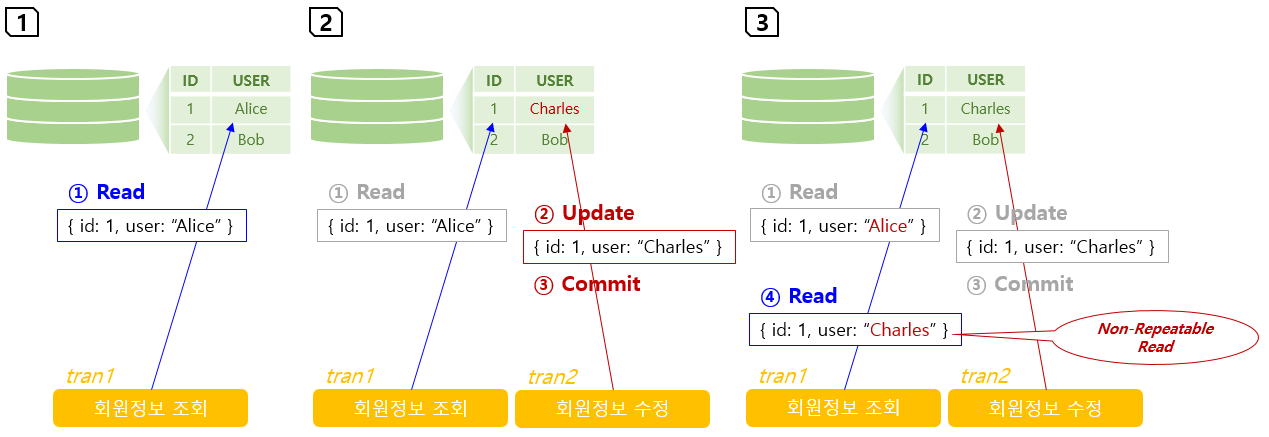 1
ID USER
1 Alice
2 Bob
① Read
{ id: 1, user: “Alice” }
tran1
회원정보 조회
2
ID USER
1 Charles
2 Bob
① Read
{ id: 1, user: “Alice” }
② Update
{ id: 1, user: “Charles” }
③ Commit
tran1
회원정보 조회
tran2
회원정보 수정
3
ID USER
1 Charles
2 Bob
① Read
{ id: 1, user: “Alice” }
② Update
{ id: 1, user: “Charles” }
③ Commit
④ Read
{ id: 1, user: “Charles” }
Non-Repeatable
Read
tran1
회원정보 조회
tran2
회원정보 수정